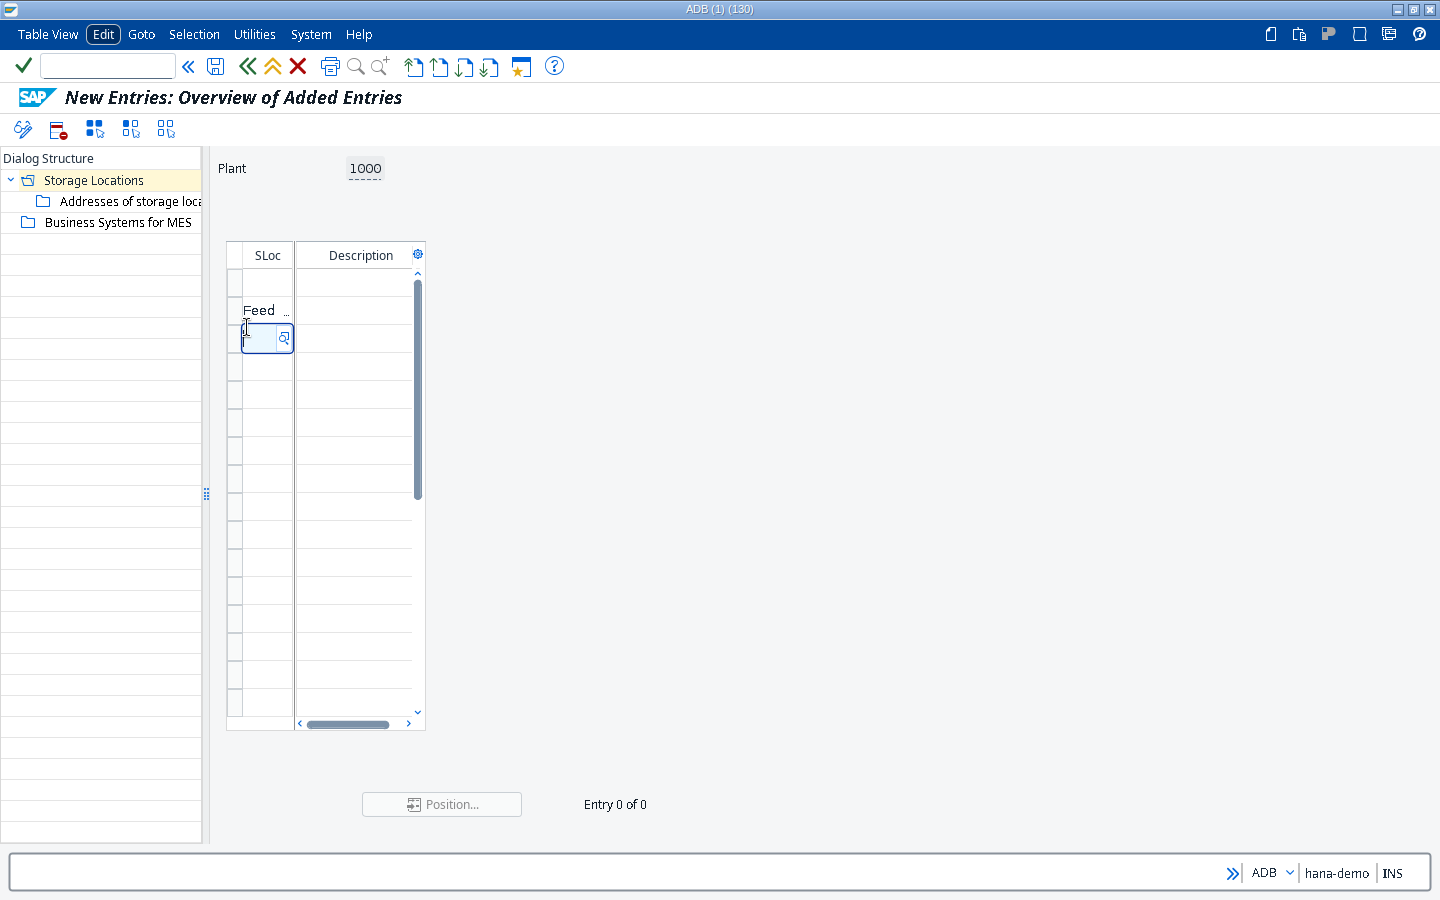 ADB (1) (130)
Table View Edit Goto Selection Utilities System Help
SAP New Entries: Overview of Added Entries
Dialog Structure
Storage Locations
Addresses of storage loca
Business Systems for MES
Plant 1000
SLoc Description
Feed
Position... Entry 0 of 0
ADB hana-demo INS